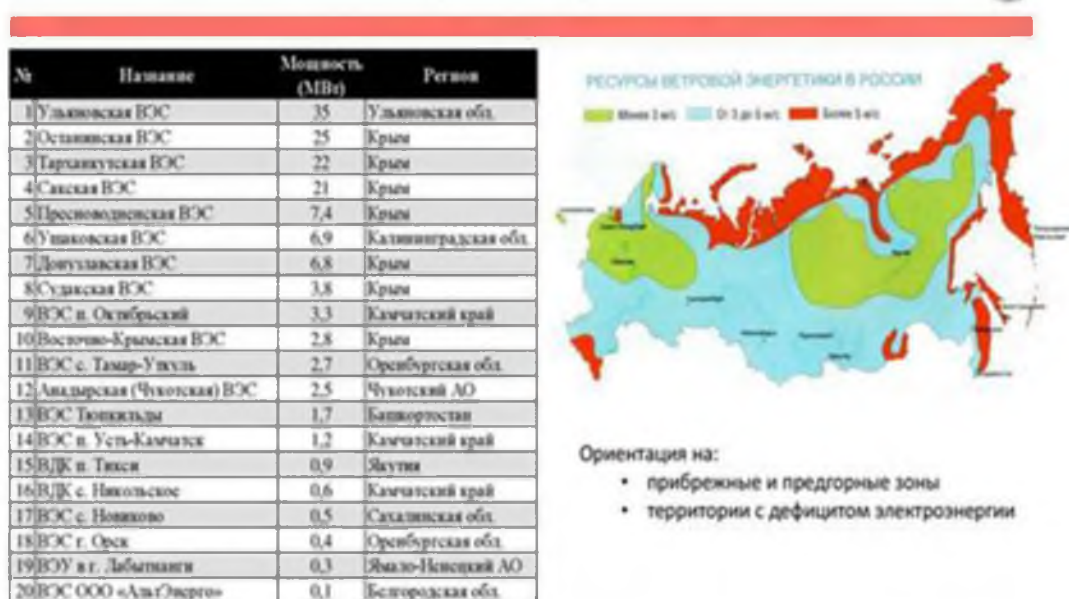 № Название Мощность (МВт) Регион
1 Ульяновская ВЭС 35 Ульяновская обл.
2 Останинская ВЭС 25 Крым
3 Тарханкутская ВЭС 22 Крым
4 Сакская ВЭС 21 Крым
5 Пресноводненская ВЭС 7,4 Крым
6 Ушаковская ВЭС 6,9 Калининградская обл.
7 Донузлавская ВЭС 6,8 Крым
8 Судакская ВЭС 3,8 Крым
9 ВЭС п. Октябрьский 3,3 Камчатский край
10 Восточно-Крымская ВЭС 2,8 Крым
11 ВЭС с. Тамар-Уткуль 2,7 Оренбургская обл.
12 Анадырская (Чукотская) ВЭС 2,5 Чукотский АО
13 ВЭС Тюпкильды 1,7 Башкортостан
14 ВЭС п. Усть-Камчатск 1,2 Камчатский край
15 ВДК п. Тикси 0,9 Якутия
16 ВДК с. Никольское 0,6 Камчатский край
17 ВЭС с. Новиково 0,5 Сахалинская обл.
18 ВЭС г. Орск 0,4 Оренбургская обл.
19 ВЭУ в г. Лабытнанги 0,3 Ямало-Ненецкий АО
20 ВЭС ООО «АльтЭнерго» 0,1 Белгородская обл.
РЕСУРСЫ ВЕТРОВОЙ ЭНЕРГЕТИКИ В РОССИИ
Менее 3 м/с От 3 до 5 м/с Более 5 м/с
Ориентация на:
• прибрежные и предгорные зоны
• территории с дефицитом электроэнергии